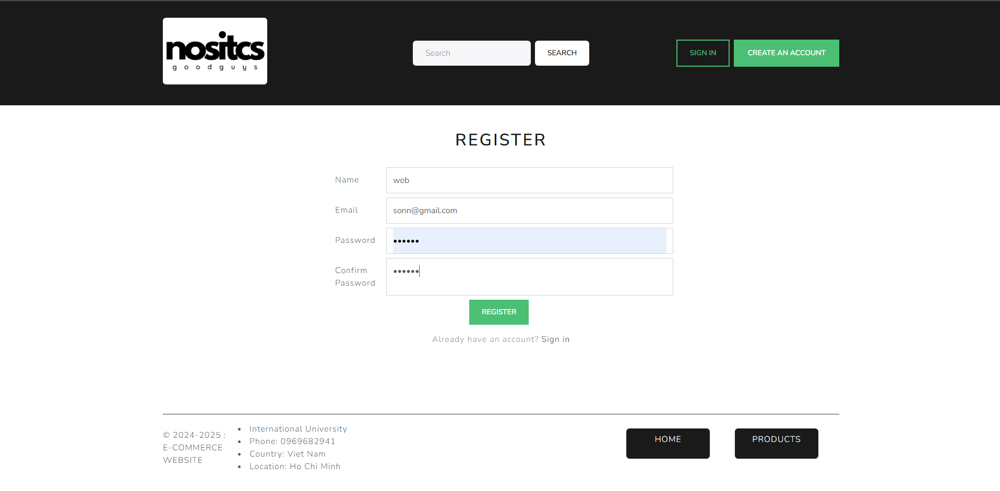 nositcs
goodguys
Search
SEARCH
SIGN IN
CREATE AN ACCOUNT
REGISTER
Name
web
Email
sonn@gmail.com
Password
••••••
Confirm
Password
••••••
REGISTER
Already have an account? Sign in
© 2024-2025 :
E-COMMERCE
WEBSITE
• International University
• Phone: 0969682941
• Country: Viet Nam
• Location: Ho Chi Minh
HOME
PRODUCTS